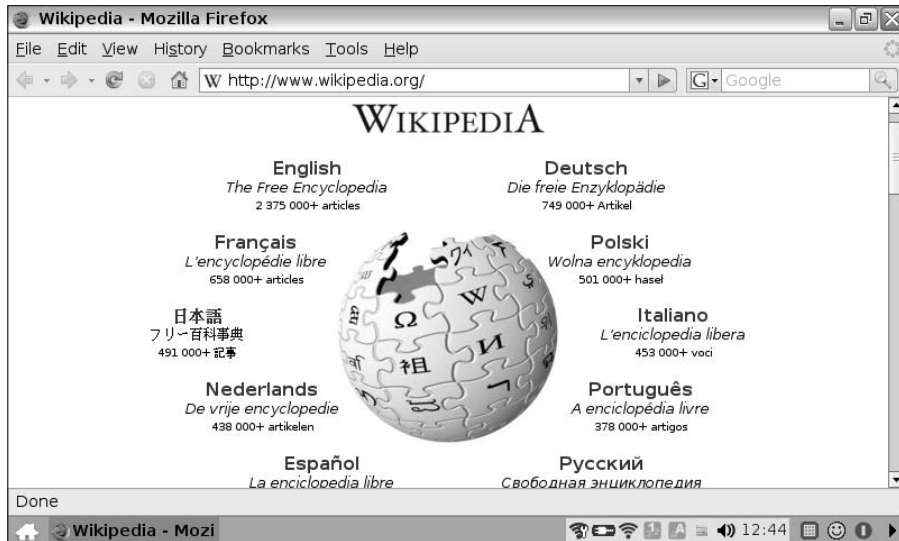 Wikipedia - Mozilla Firefox
File Edit View History Bookmarks Tools Help
W http://www.wikipedia.org/ G Google
WIKIPEDIA
English
The Free Encyclopedia
2 375 000+ articles
Deutsch
Die freie Enzyklopädie
749 000+ Artikel
Français
L'encyclopédie libre
658 000+ articles
Polski
Wolna encyklopedia
501 000+ haseł
日本語
フリー百科事典
491 000+ 記事
Italiano
L'enciclopedia libera
453 000+ voci
Nederlands
De vrije encyclopedie
438 000+ artikelen
Português
A enciclopédia livre
378 000+ artigos
Español
La enciclopedia libre
Русский
Свободная энциклопедия
Ω W И 祖
Done
Wikipedia - Mozi 1 A 12:44